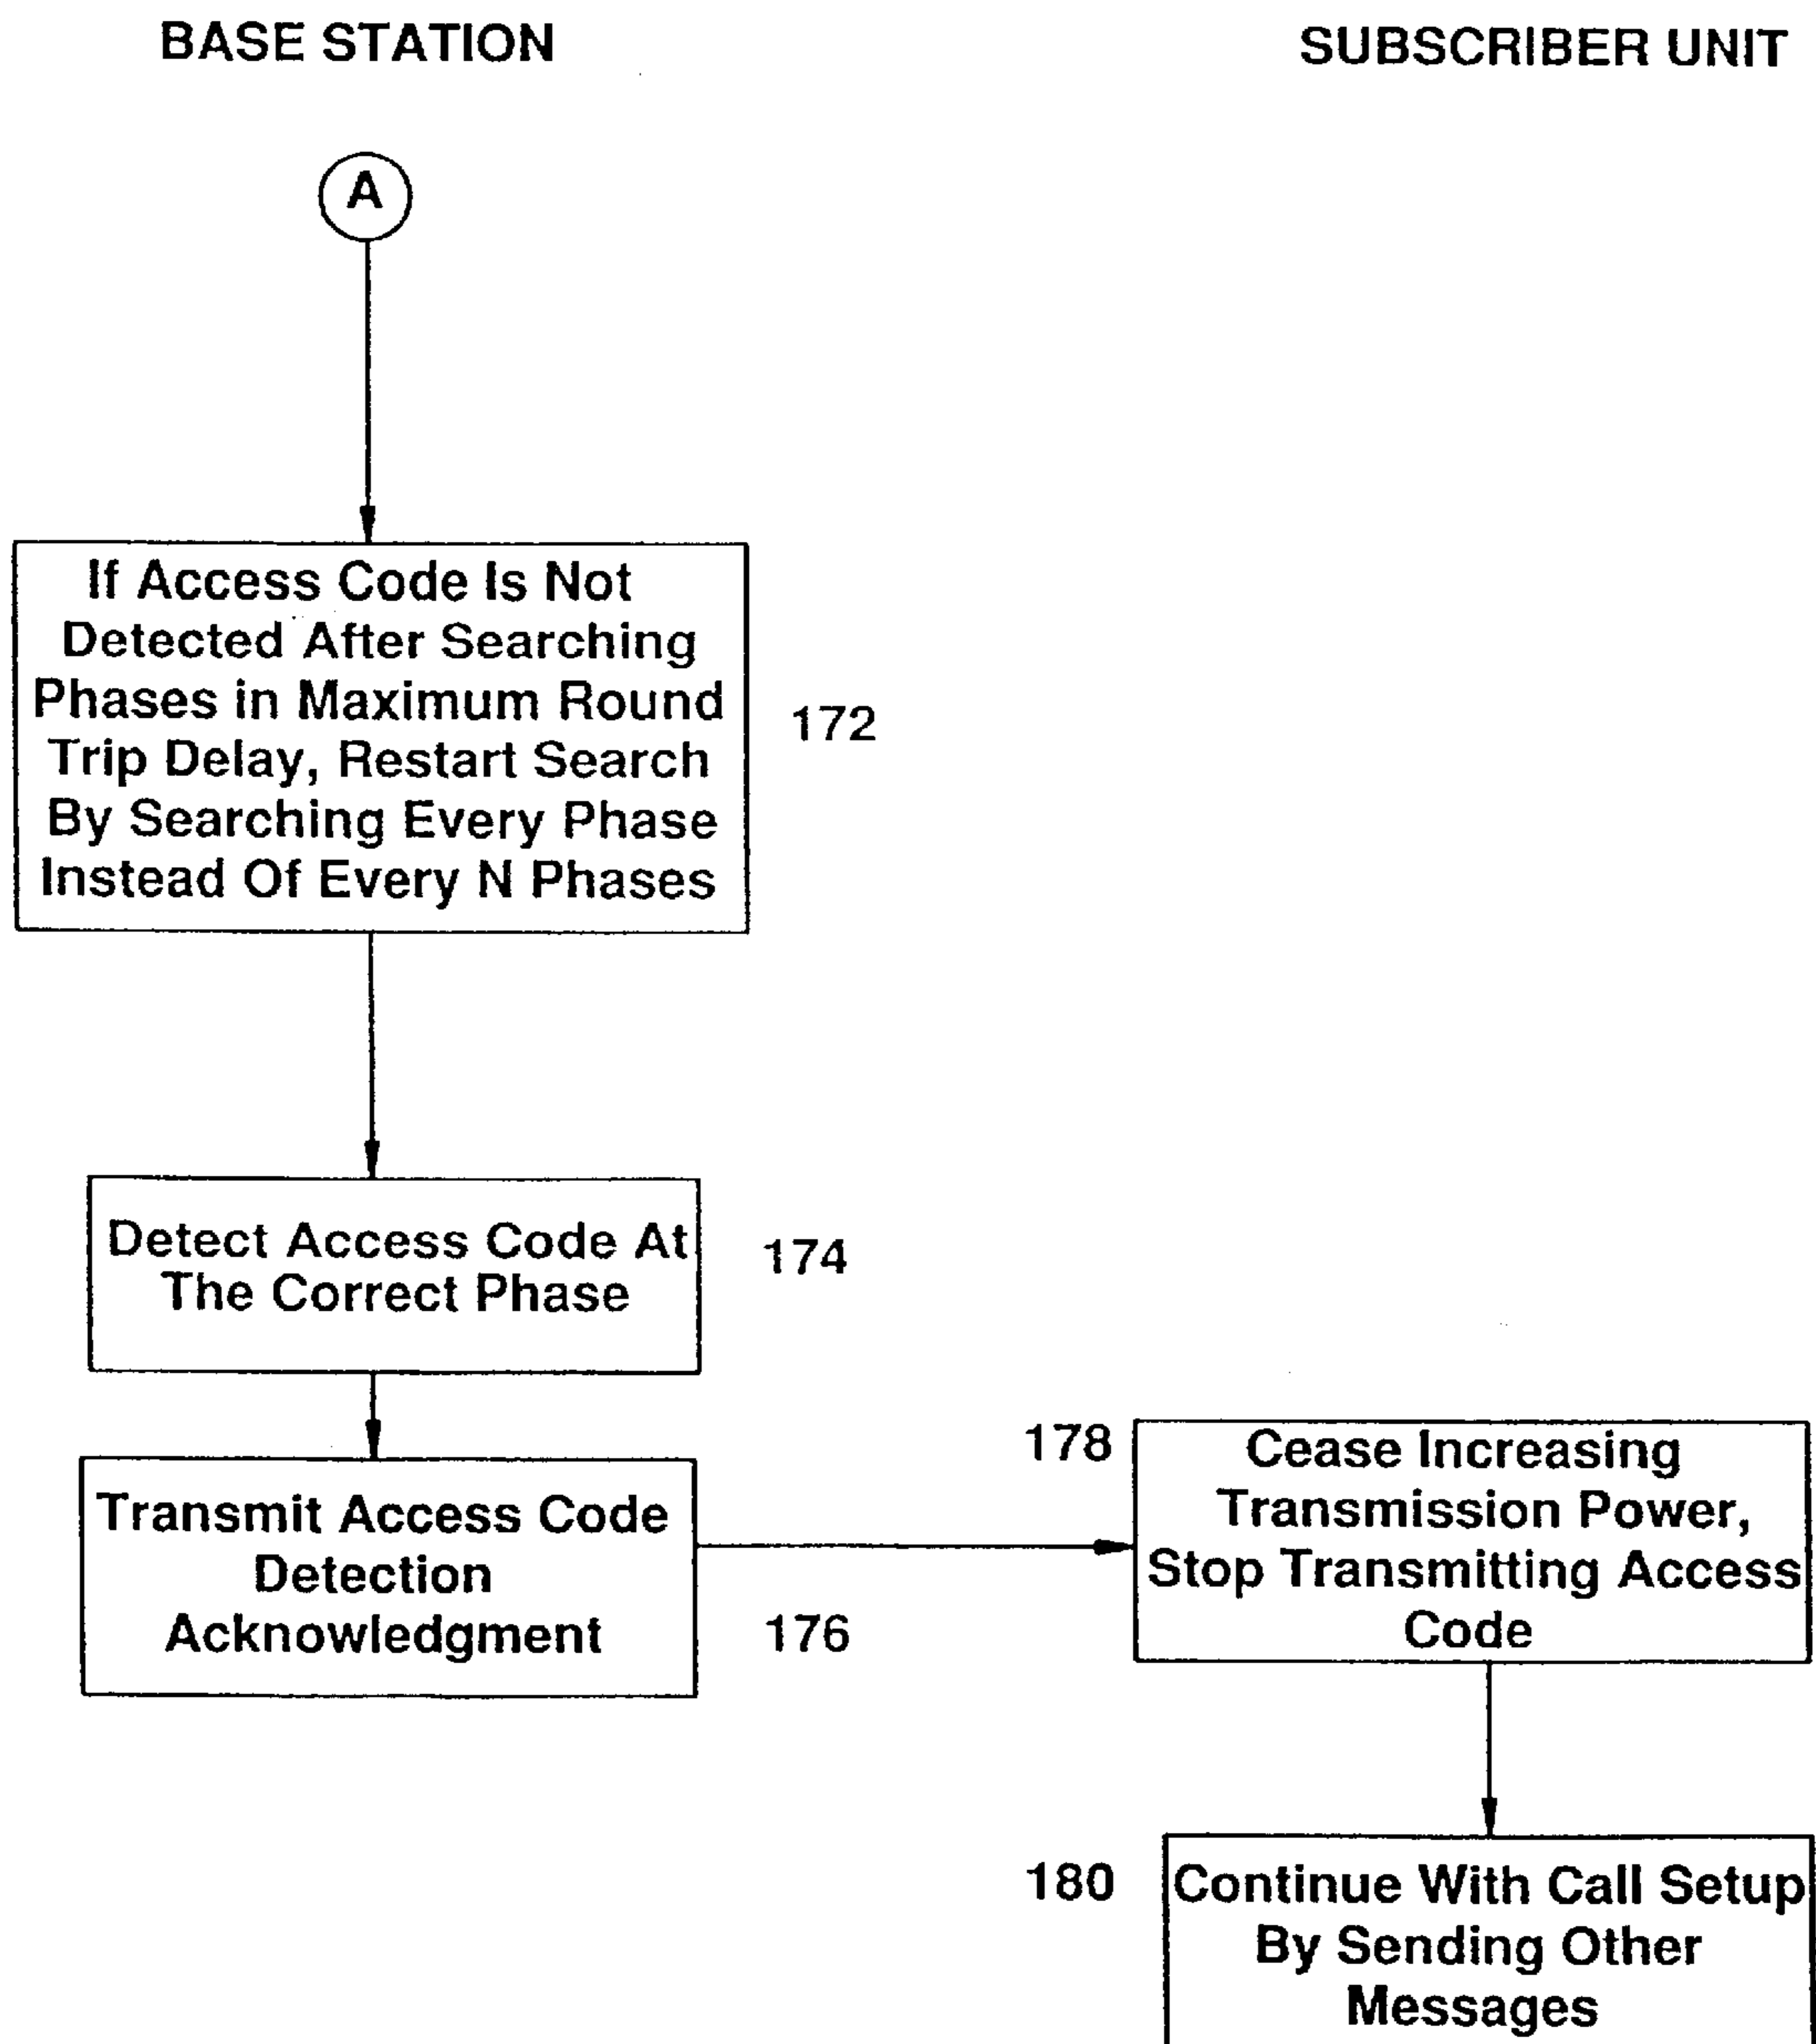 BASE STATION
SUBSCRIBER UNIT
A
If Access Code Is Not
Detected After Searching
Phases in Maximum Round
Trip Delay, Restart Search
By Searching Every Phase
Instead Of Every N Phases
172
Detect Access Code At
The Correct Phase
174
Transmit Access Code
Detection
Acknowledgment
176
178
Cease Increasing
Transmission Power,
Stop Transmitting Access
Code
180
Continue With Call Setup
By Sending Other
Messages